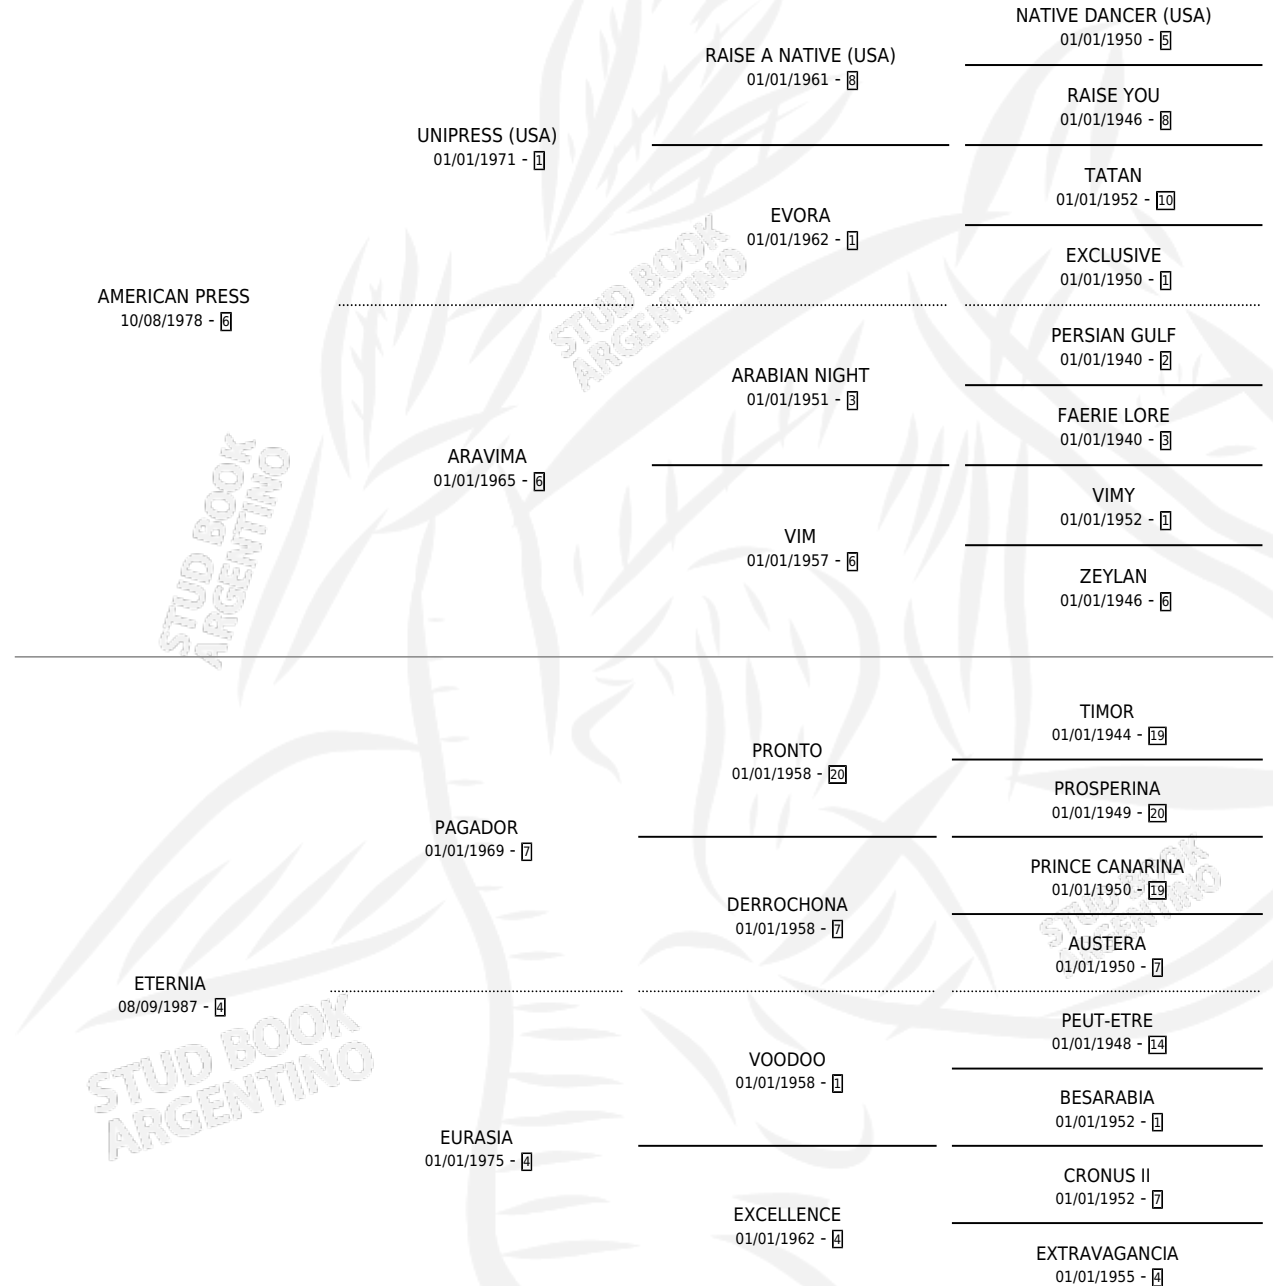 NATIVE DANCER (USA)
01/01/1950 - 5
RAISE A NATIVE (USA)
01/01/1961 - 8
RAISE YOU
01/01/1946 - 8
UNIPRESS (USA)
01/01/1971 - 1
TATAN
01/01/1952 - 10
EVORA
01/01/1962 - 1
EXCLUSIVE
01/01/1950 - 1
AMERICAN PRESS
10/08/1978 - 6
PERSIAN GULF
01/01/1940 - 2
ARABIAN NIGHT
01/01/1951 - 3
FAERIE LORE
01/01/1940 - 3
ARAVIMA
01/01/1965 - 6
VIMY
01/01/1952 - 1
VIM
01/01/1957 - 6
ZEYLAN
01/01/1946 - 6
STUD BOOK
ARGENTINO
STUD BOOK
ARGENTINO
TIMOR
01/01/1944 - 19
PRONTO
01/01/1958 - 20
PROSPERINA
01/01/1949 - 20
PAGADOR
01/01/1969 - 7
PRINCE CANARINA
01/01/1950 - 19
DERROCHONA
01/01/1958 - 7
AUSTERA
01/01/1950 - 7
ETERNIA
08/09/1987 - 4
PEUT-ETRE
01/01/1948 - 14
VOODOO
01/01/1958 - 1
BESARABIA
01/01/1952 - 1
EURASIA
01/01/1975 - 4
CRONUS II
01/01/1952 - 7
EXCELLENCE
01/01/1962 - 4
EXTRAVAGANCIA
01/01/1955 - 4
STUD BOOK
ARGENTINO
STUD BOOK
ARGENTINO